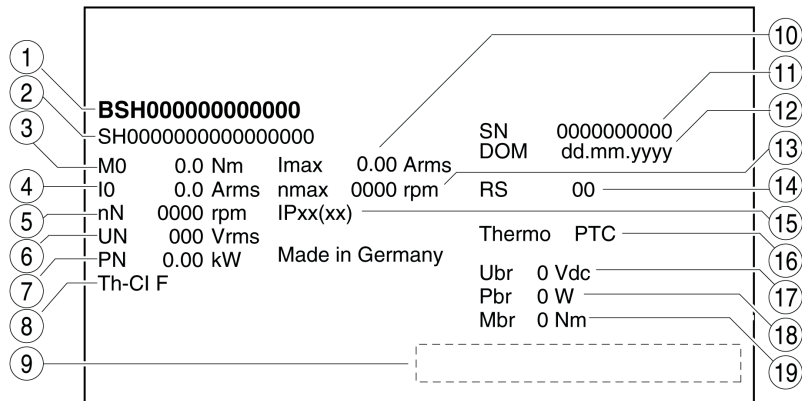 1
2
3
4
5
6
7
8
9
10
11
12
13
14
15
16
17
18
19
BSH000000000000
SH0000000000000000
M0 0.0 Nm Imax 0.00 Arms
I0 0.0 Arms nmax 0000 rpm
nN 0000 rpm IPxx(xx)
UN 000 Vrms
PN 0.00 kW Made in Germany
Th-CI F
SN 0000000000
DOM dd.mm.yyyy
RS 00
Thermo PTC
Ubr 0 Vdc
Pbr 0 W
Mbr 0 Nm